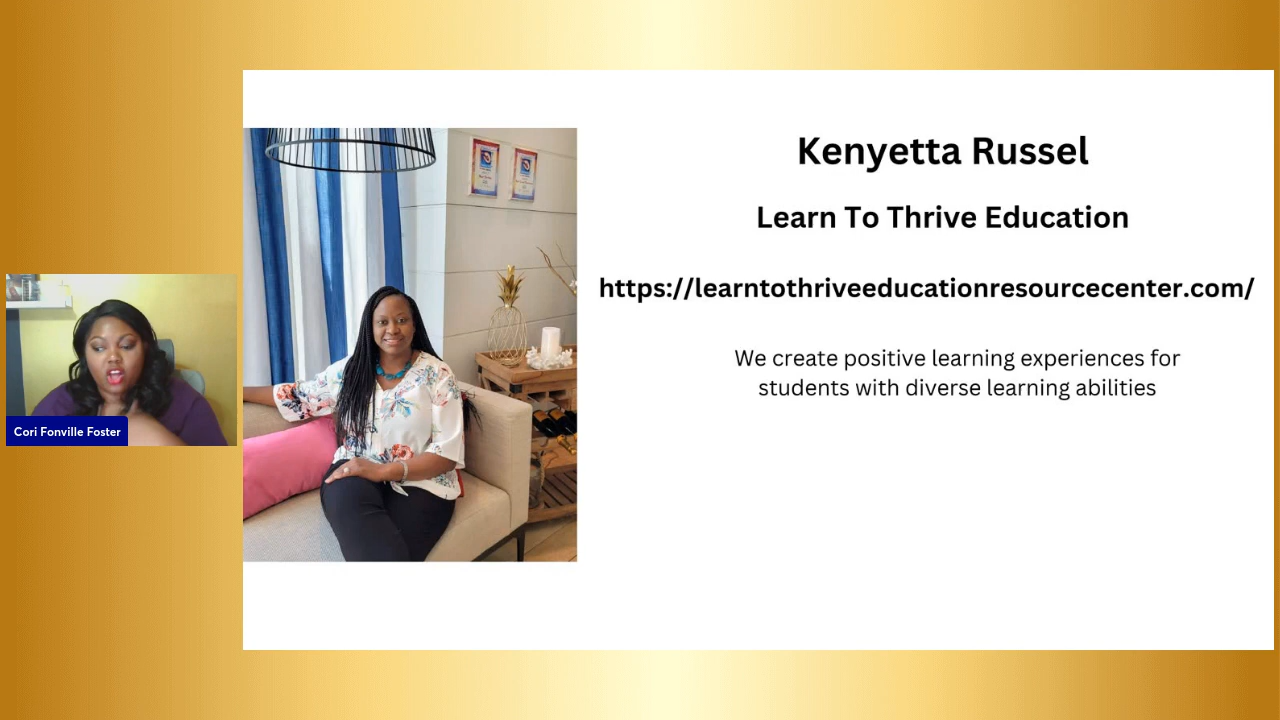 Kenyetta Russel
Learn To Thrive Education
https://learntothriveeducationresourcecenter.com/
We create positive learning experiences for
students with diverse learning abilities
Cori Fonville Foster